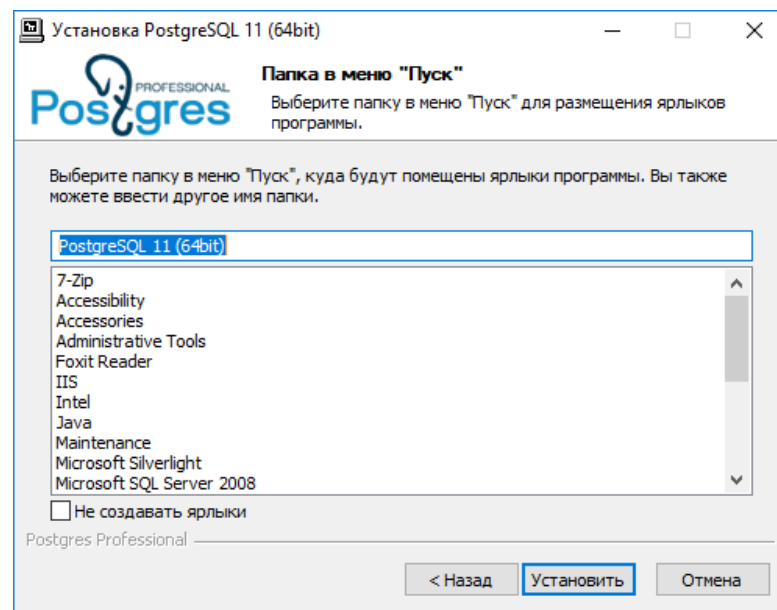 Установка PostgreSQL 11 (64bit)
PROFESSIONAL
Postgres
Папка в меню "Пуск"
Выберите папку в меню "Пуск" для размещения ярлыков
программы.
Выберите папку в меню "Пуск", куда будут помещены ярлыки программы. Вы также
можете ввести другое имя папки.
PostgreSQL 11 (64bit)
7-Zip
Accessibility
Accessories
Administrative Tools
Foxit Reader
IIS
Intel
Java
Maintenance
Microsoft Silverlight
Microsoft SQL Server 2008
Не создавать ярлыки
Postgres Professional
< Назад Установить Отмена